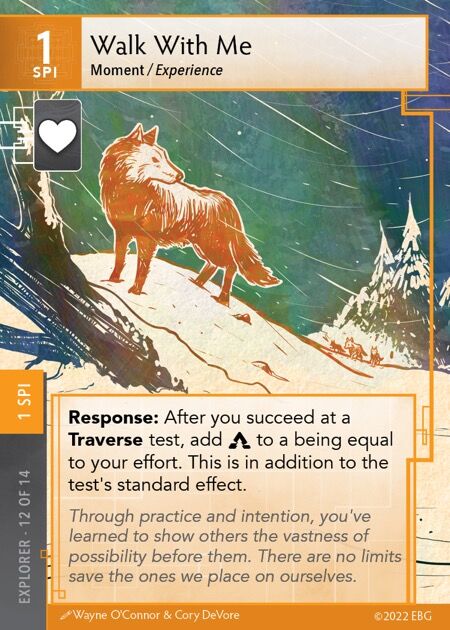 1
SPI
Walk With Me
Moment / Experience
1 SPI
EXPLORER - 12 OF 14
Response: After you succeed at a
Traverse test, add to a being equal
to your effort. This is in addition to the
test's standard effect.
Through practice and intention, you've
learned to show others the vastness of
possibility before them. There are no limits
save the ones we place on ourselves.
Wayne O'Connor & Cory DeVore
©2022 EBG